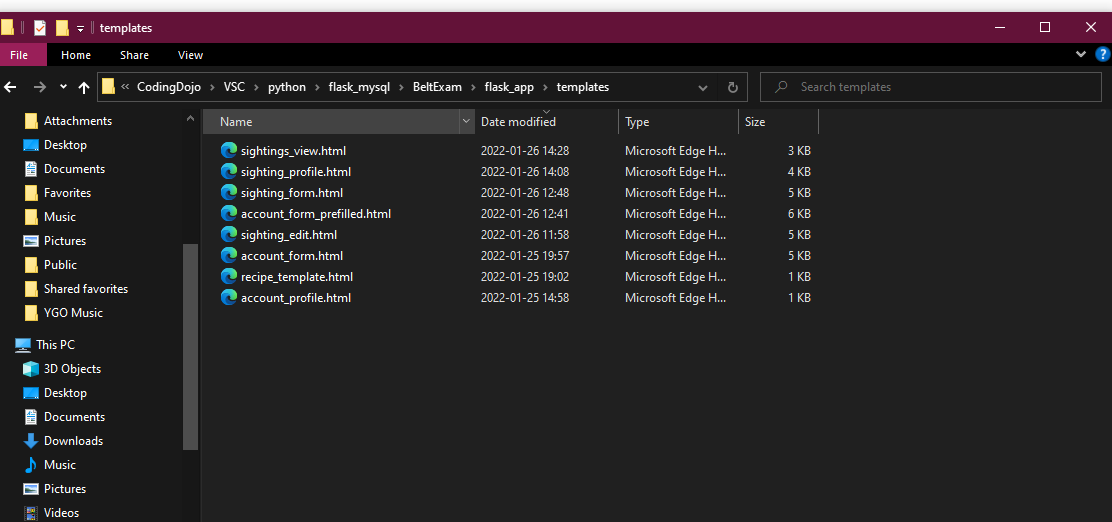 templates
File Home Share View
« CodingDojo › VSC › python › flask_mysql › BeltExam › flask_app › templates
Search templates
Attachments
Desktop
Documents
Favorites
Music
Pictures
Public
Shared favorites
YGO Music
This PC
3D Objects
Desktop
Documents
Downloads
Music
Pictures
Videos
Name Date modified Type Size
sightings_view.html 2022-01-26 14:28 Microsoft Edge H... 3 KB
sighting_profile.html 2022-01-26 14:08 Microsoft Edge H... 4 KB
sighting_form.html 2022-01-26 12:48 Microsoft Edge H... 5 KB
account_form_prefilled.html 2022-01-26 12:41 Microsoft Edge H... 6 KB
sighting_edit.html 2022-01-26 11:58 Microsoft Edge H... 5 KB
account_form.html 2022-01-25 19:57 Microsoft Edge H... 5 KB
recipe_template.html 2022-01-25 19:02 Microsoft Edge H... 1 KB
account_profile.html 2022-01-25 14:58 Microsoft Edge H... 1 KB